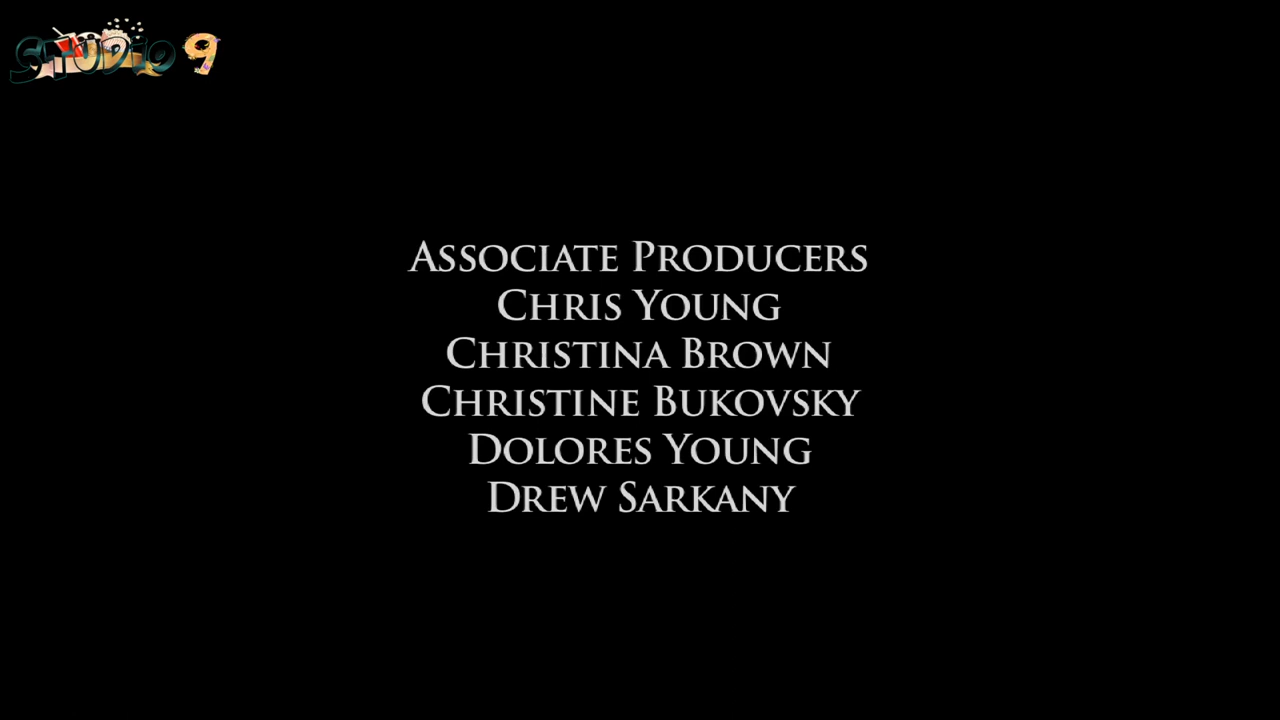 STUDIO 9
Associate Producers
Chris Young
Christina Brown
Christine Bukovsky
Dolores Young
Drew Sarkany